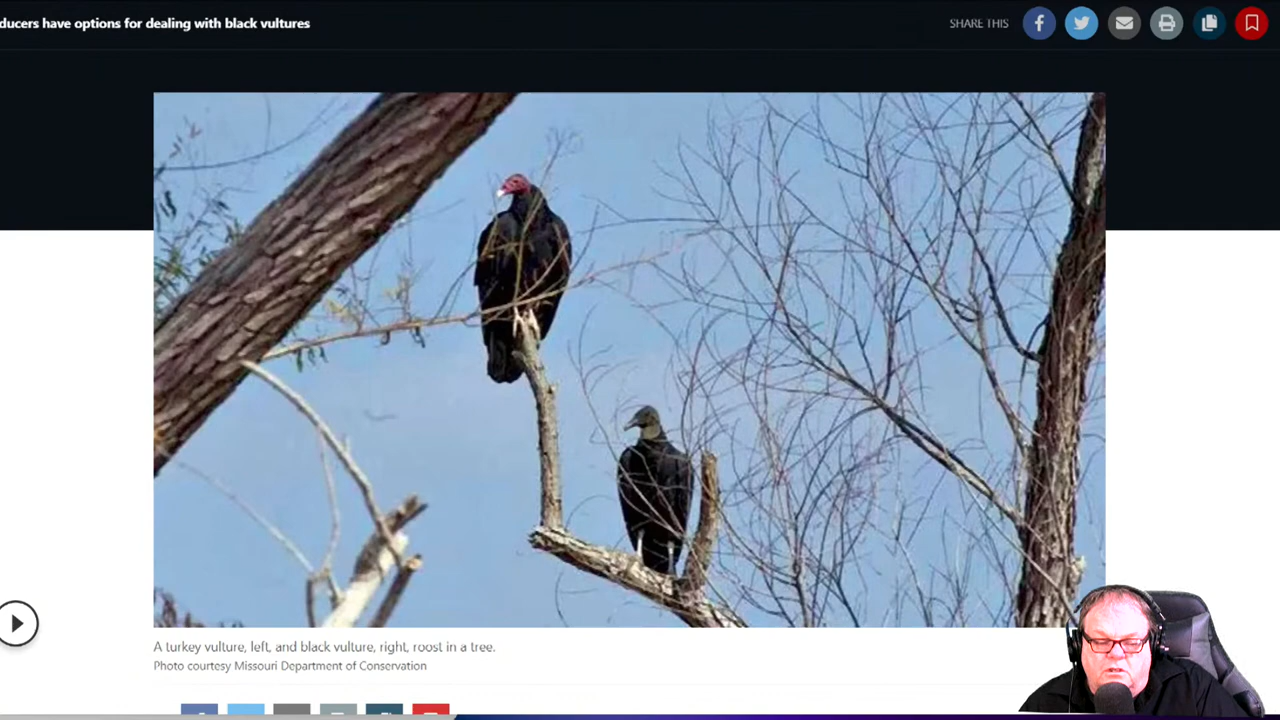 ducers have options for dealing with black vultures
SHARE THIS
A turkey vulture, left, and black vulture, right, roost in a tree.
Photo courtesy Missouri Department of Conservation